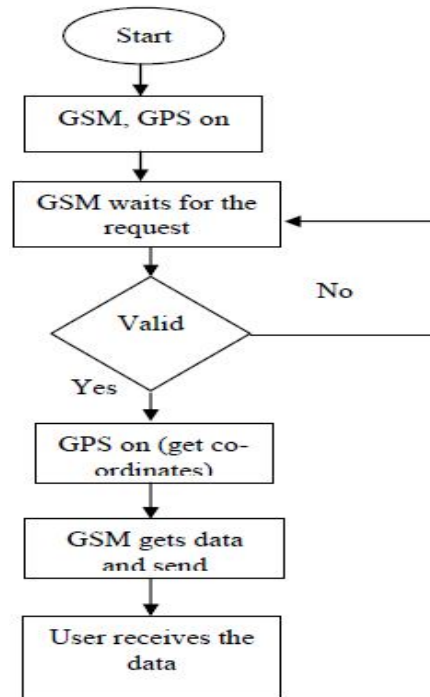 Start
GSM, GPS on
GSM waits for the
request
No
Valid
Yes
GPS on (get co-
ordinates)
GSM gets data
and send
User receives the
data